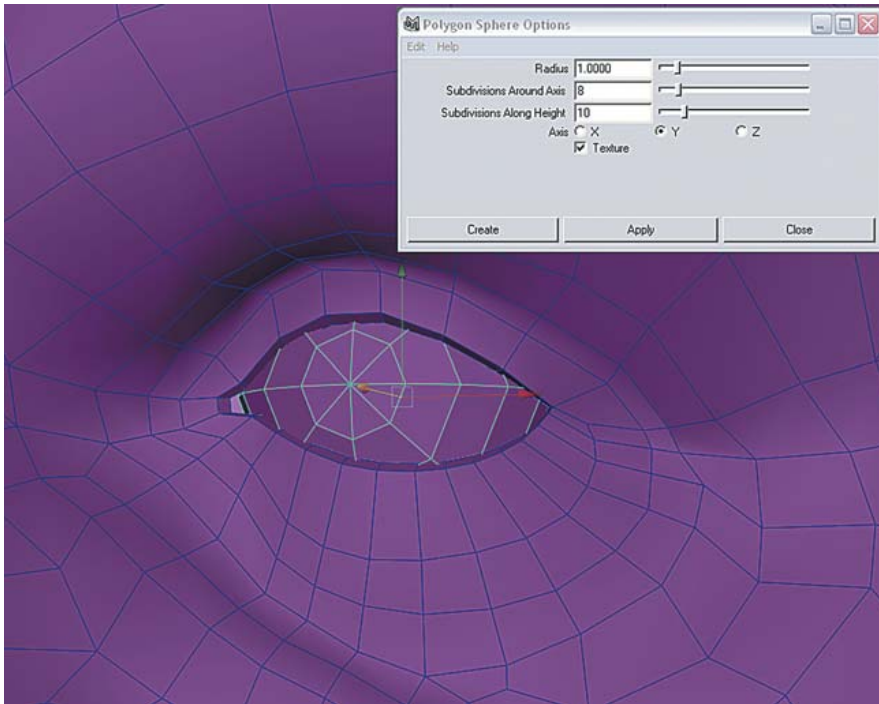 Polygon Sphere Options
Edit Help
Radius 1.0000
Subdivisions Around Axis 8
Subdivisions Along Height 10
Axis X Y Z
Texture
Create Apply Close